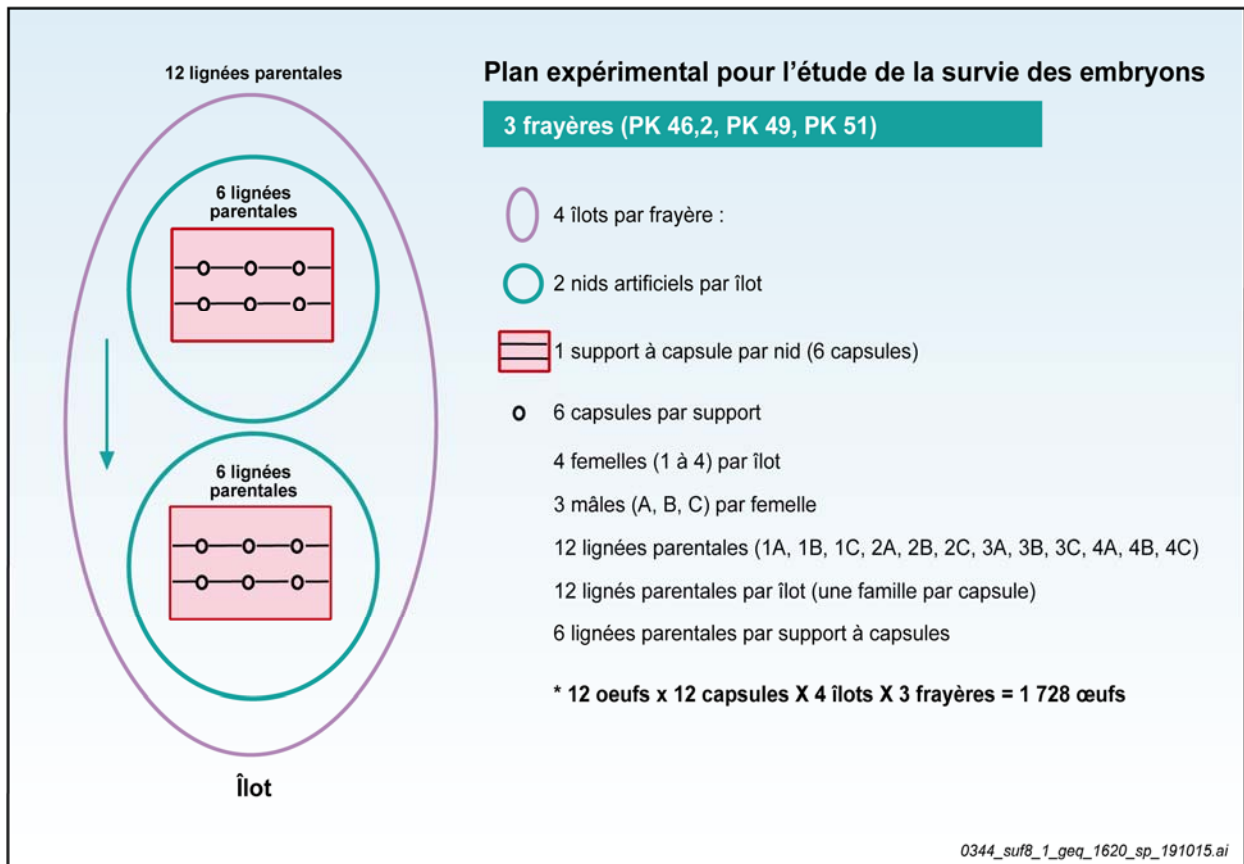 12 lignées parentales
6 lignées
parentales
6 lignées
parentales
Îlot
Plan expérimental pour l'étude de la survie des embryons
3 frayères (PK 46,2, PK 49, PK 51)
4 îlots par frayère :
2 nids artificiels par îlot
1 support à capsule par nid (6 capsules)
6 capsules par support
4 femelles (1 à 4) par îlot
3 mâles (A, B, C) par femelle
12 lignées parentales (1A, 1B, 1C, 2A, 2B, 2C, 3A, 3B, 3C, 4A, 4B, 4C)
12 lignés parentales par îlot (une famille par capsule)
6 lignées parentales par support à capsules
* 12 oeufs x 12 capsules X 4 îlots X 3 frayères = 1 728 œufs
0344_suf8_1_geq_1620_sp_191015.ai